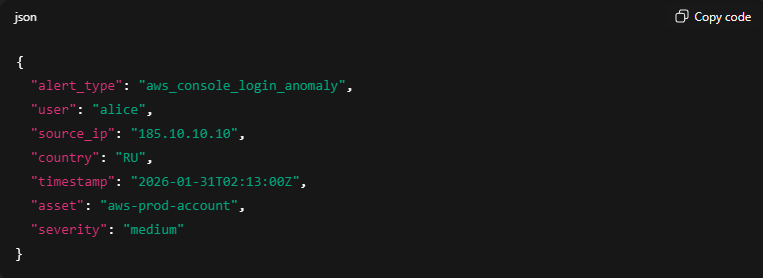 json
Copy code
{
"alert_type": "aws_console_login_anomaly",
"user": "alice",
"source_ip": "185.10.10.10",
"country": "RU",
"timestamp": "2026-01-31T02:13:00Z",
"asset": "aws-prod-account",
"severity": "medium"
}